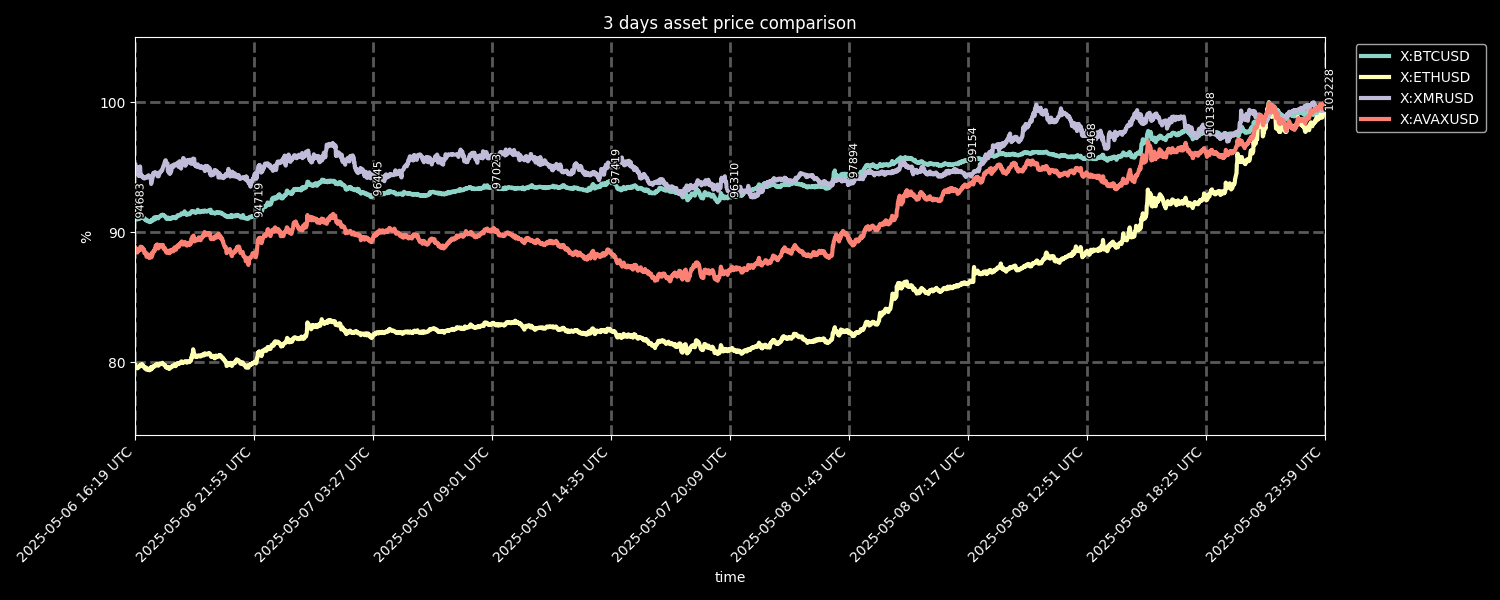 3 days asset price comparison
X:BTCUSD
X:ETHUSD
X:XMRUSD
X:AVAXUSD
100
90
80
%
94683
94719
96445
97023
97419
96310
97894
99154
99468
101388
103228
2025-05-06 16:19 UTC
2025-05-06 21:53 UTC
2025-05-07 03:27 UTC
2025-05-07 09:01 UTC
2025-05-07 14:35 UTC
2025-05-07 20:09 UTC
2025-05-08 01:43 UTC
2025-05-08 07:17 UTC
2025-05-08 12:51 UTC
2025-05-08 18:25 UTC
2025-05-08 23:59 UTC
time